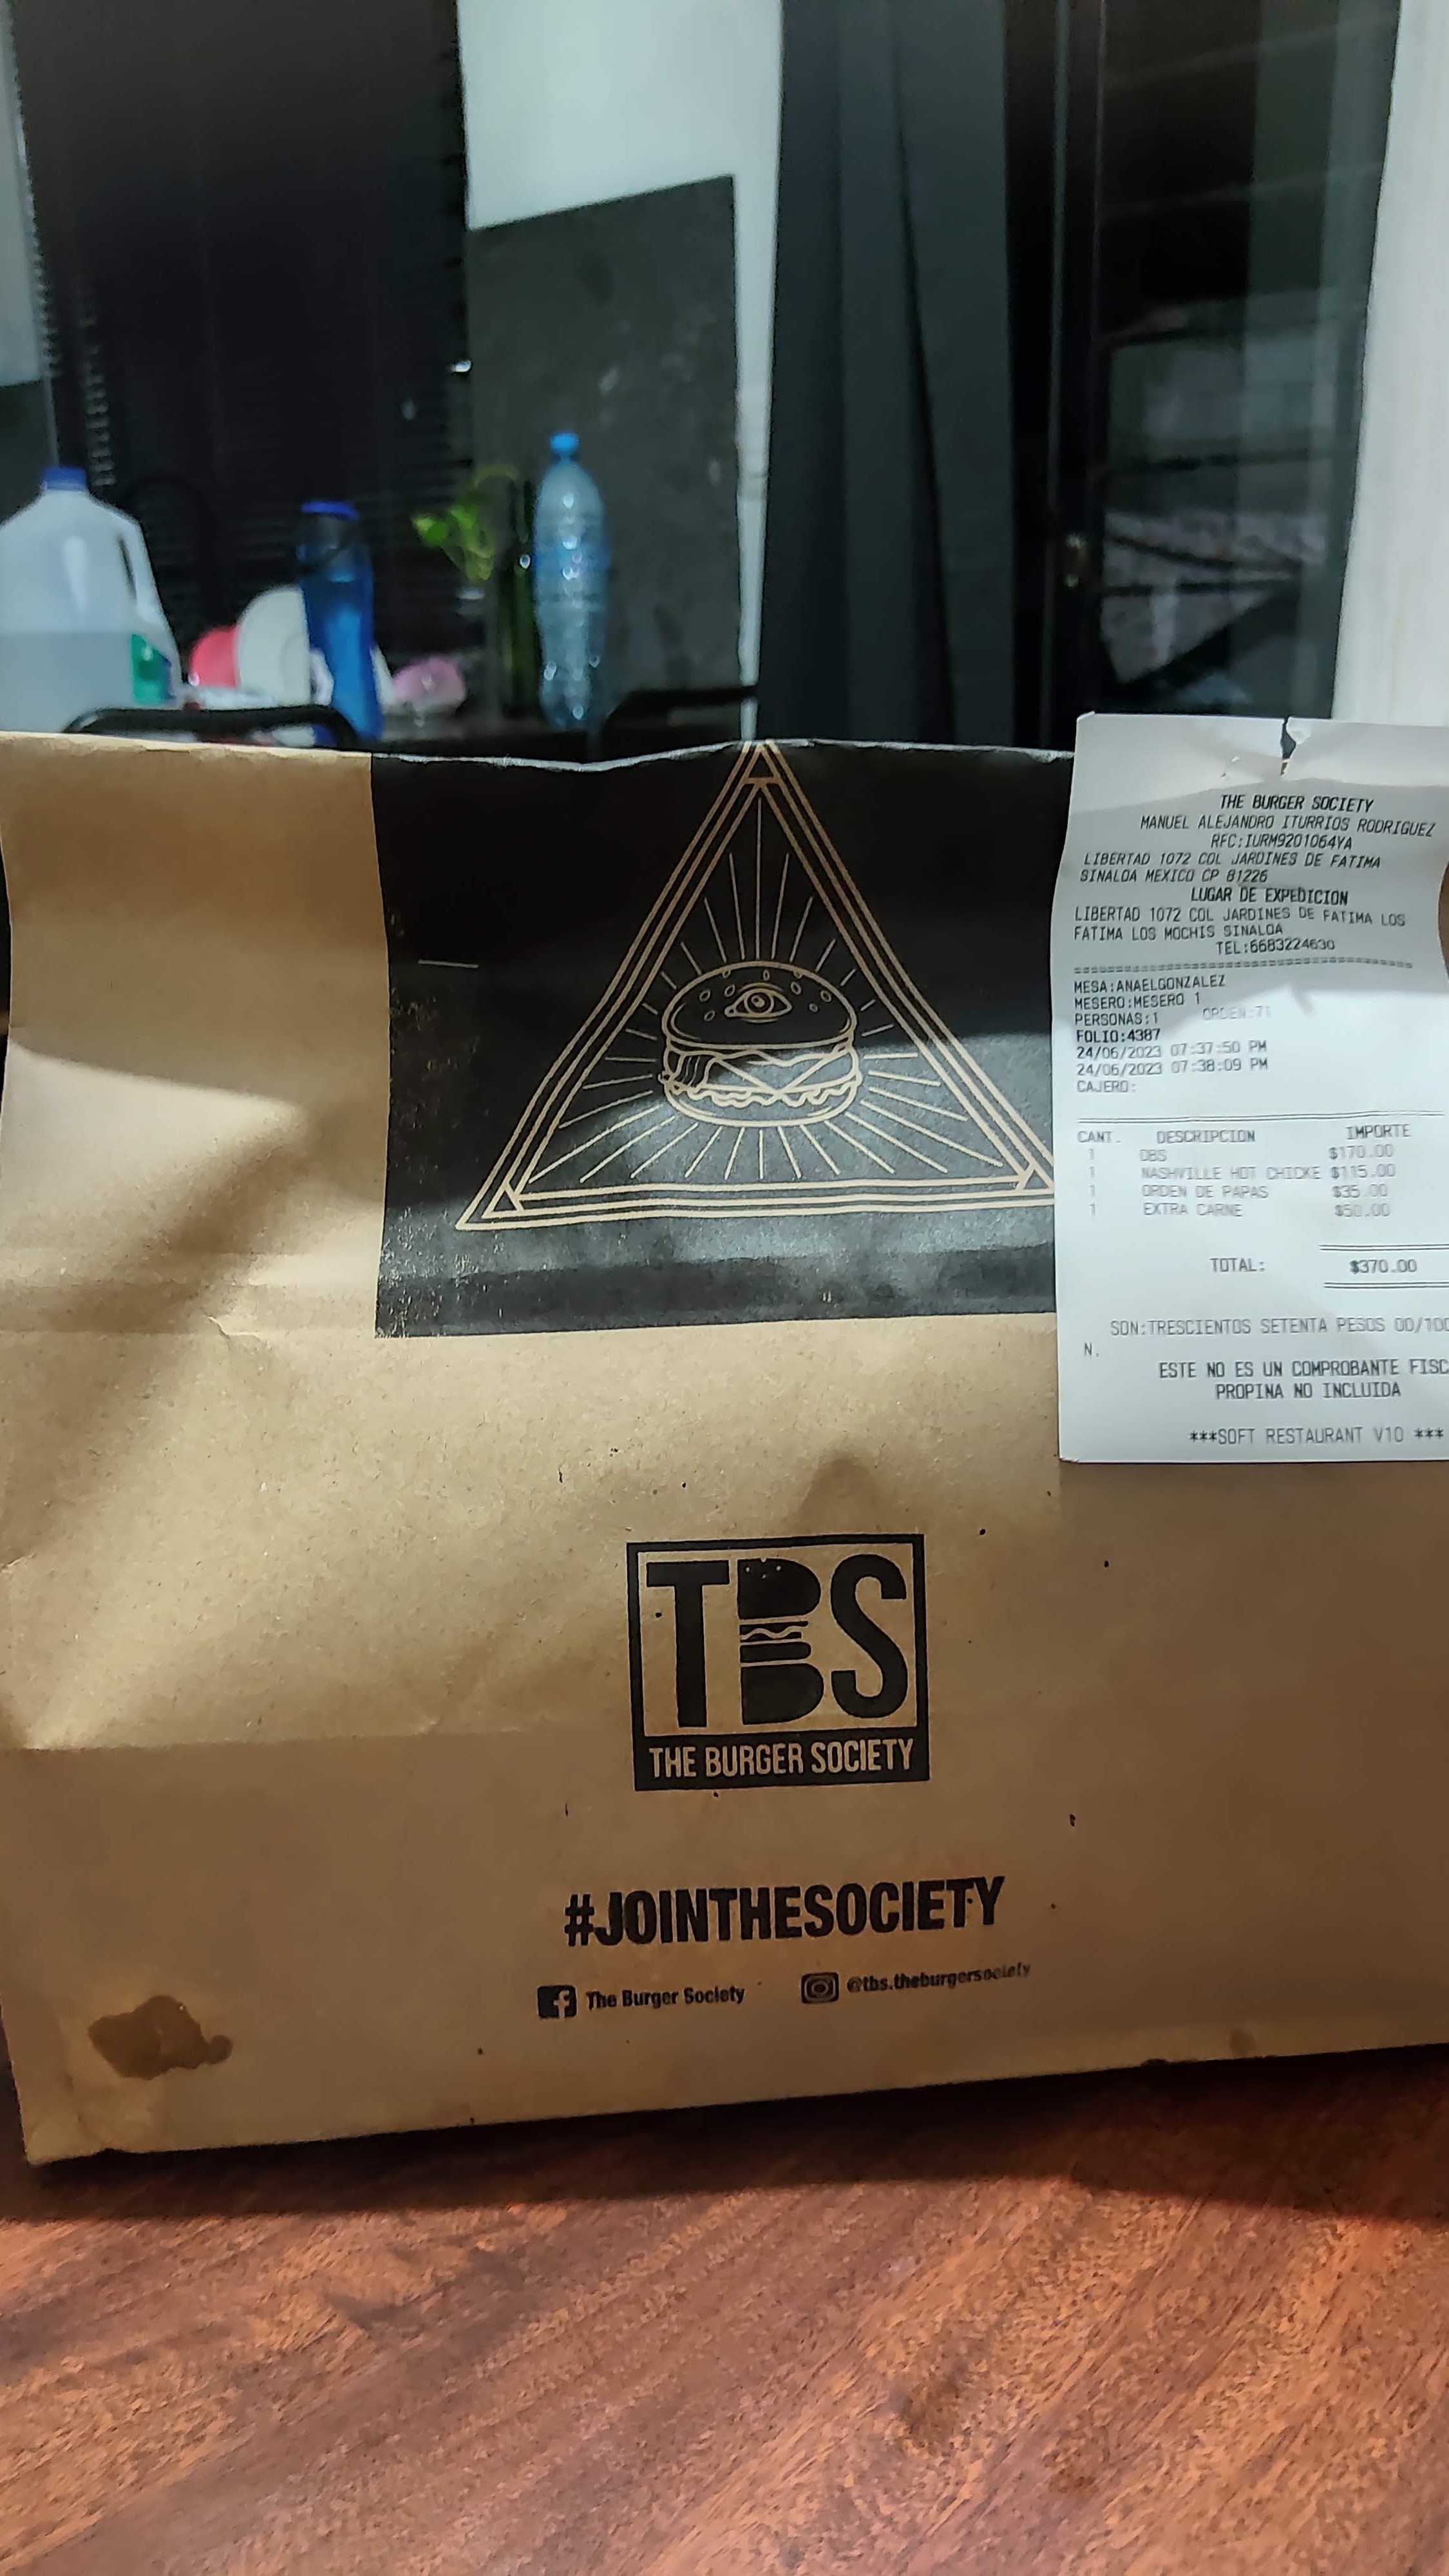 THE BURGER SOCIETY
MANUEL ALEJANDRO ITURRIOS RODRIGUEZ
RFC:IURM9201064YA
LIBERTAD 1072 COL JARDINES DE FATIMA
SINALOA MEXICO CP 81226
LUGAR DE EXPEDICION
LIBERTAD 1072 COL JARDINES DE FATIMA LOS
FATIMA LOS MOCHIS SINALOA
TEL:6683224630
MESA:ANAELGONZALEZ
MESERO:MESERO 1
PERSONAS:1 ORDEN:71
FOLIO:4387
24/06/2023 07:37:50 PM
24/06/2023 07:38:09 PM
CAJERO:
CANT. DESCRIPCION IMPORTE
1 DBS $170.00
1 NASHVILLE HOT CHICKE $115.00
1 ORDEN DE PAPAS $35.00
1 EXTRA CARNE $50.00
TOTAL: $370.00
SON:TRESCIENTOS SETENTA PESOS 00/100
N.
ESTE NO ES UN COMPROBANTE FISC
PROPINA NO INCLUIDA
***SOFT RESTAURANT V10 ***
TBS
THE BURGER SOCIETY
#JOINTHESOCIETY
The Burger Society @tbs.theburgersociety